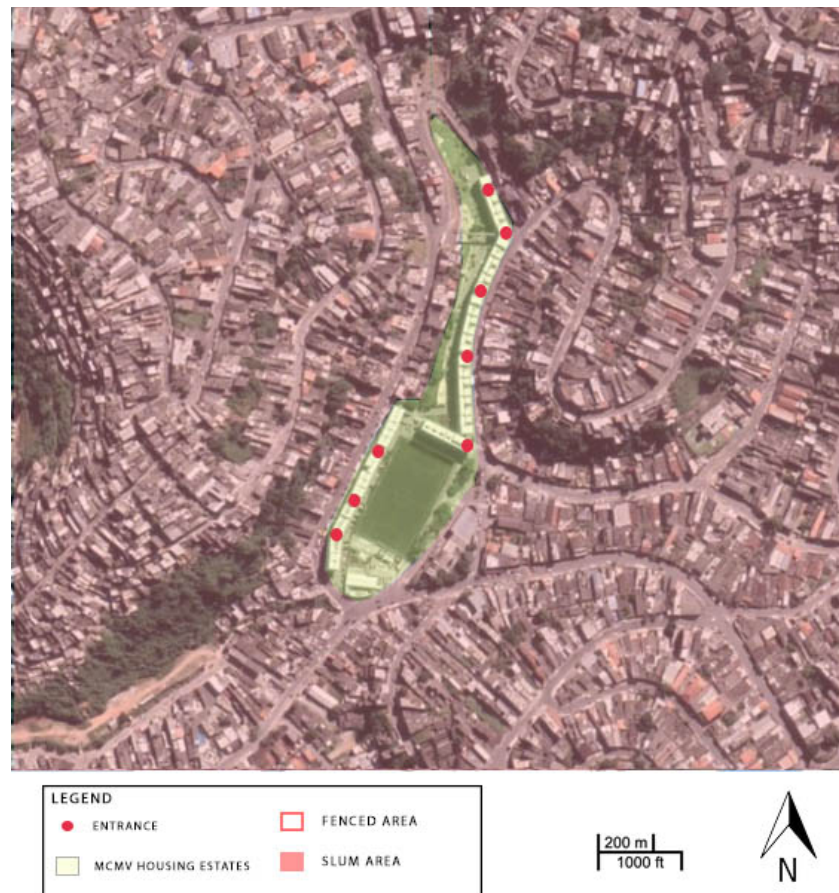 LEGEND
ENTRANCE
FENCED AREA
MCMV HOUSING ESTATES
SLUM AREA
200 m
1000 ft
N